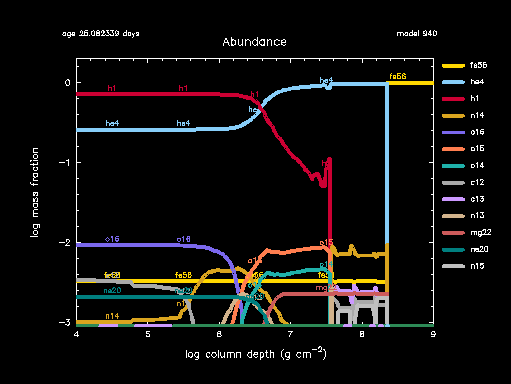 age 25.082339 days
model 940
Abundance
log mass fraction
0
−1
−2
−3
h1 h1 h1
he4 he4 he4
fe56
o16 o16 o15
fe56 fe56
ne20
n14
4 5 6 7 8 9
log column depth (g cm⁻²)
fe56
he4
h1
n14
o16
o15
o14
c12
c13
n13
mg22
ne20
n15